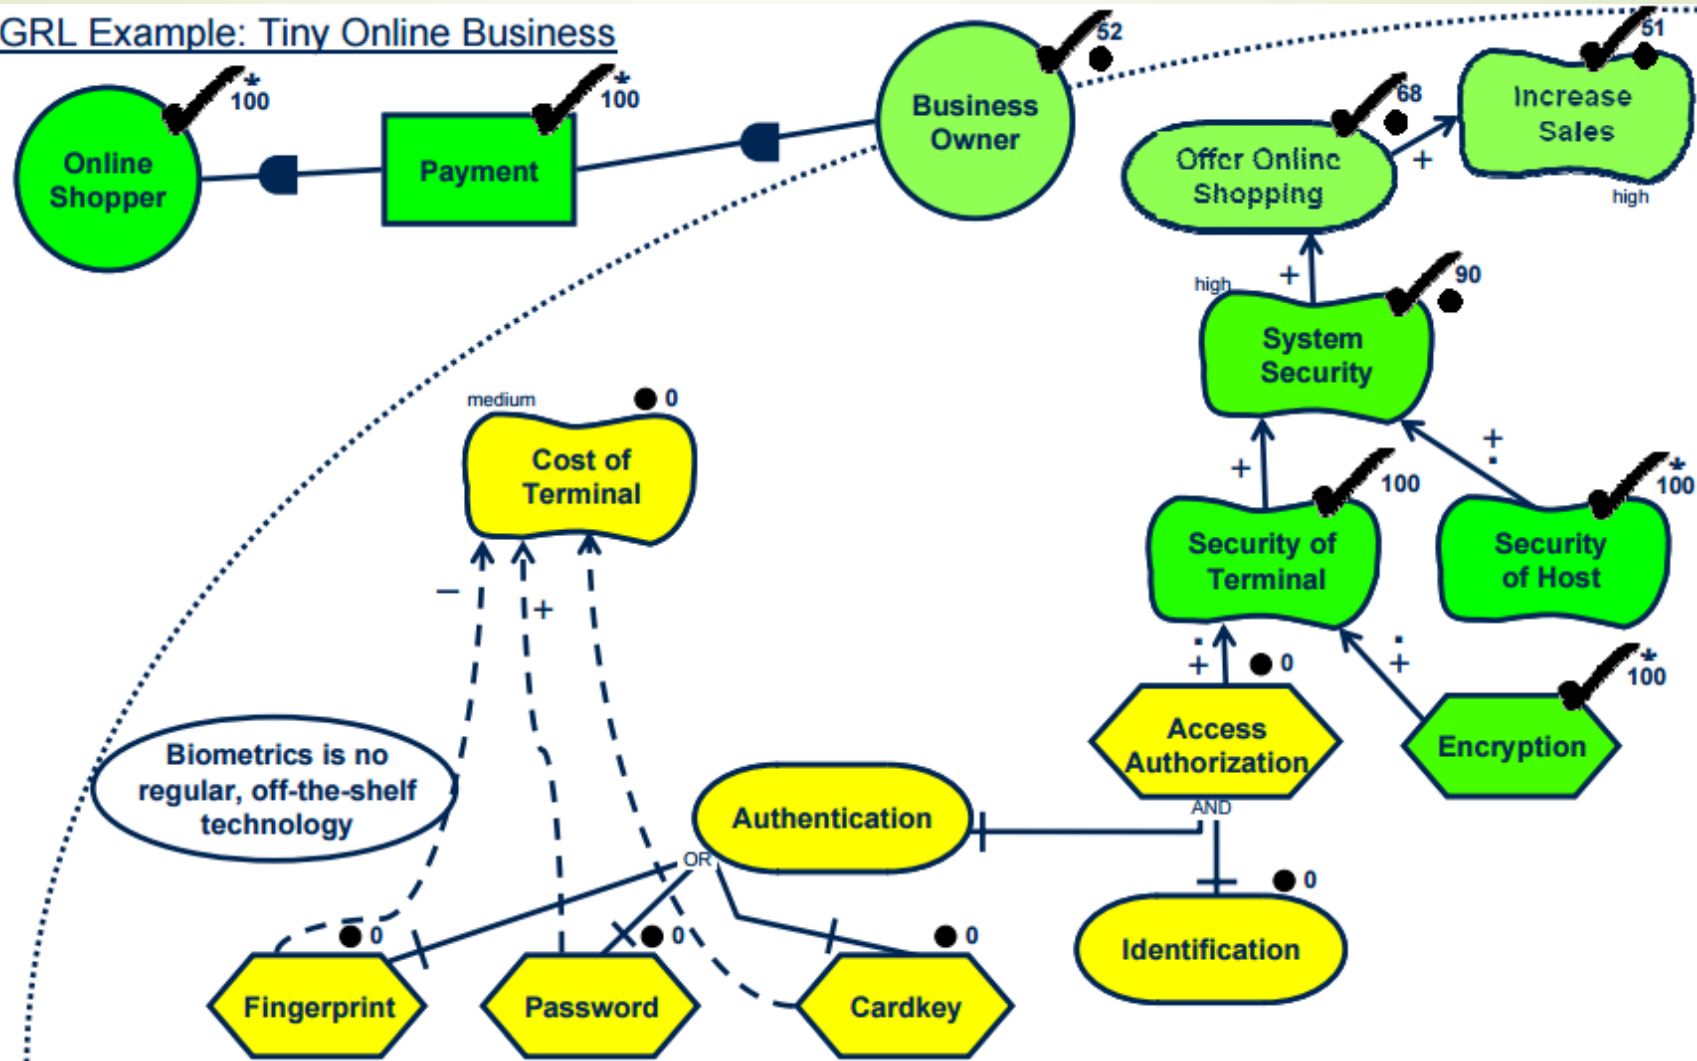 GRL Example: Tiny Online Business
*
100
Online
Shopper
*
100
Payment
52
Business
Owner
68
Offer Online
Shopping
+
51
Increase
Sales
high
+
high
90
System
Security
medium
0
Cost of
Terminal
+
+
100
Security of
Terminal
*
100
Security
of Host
−
+
+
0
+
*
100
Access
Authorization
Encryption
Biometrics is no
regular, off-the-shelf
technology
Authentication
AND
OR
0
Identification
0
Fingerprint
0
Password
0
Cardkey